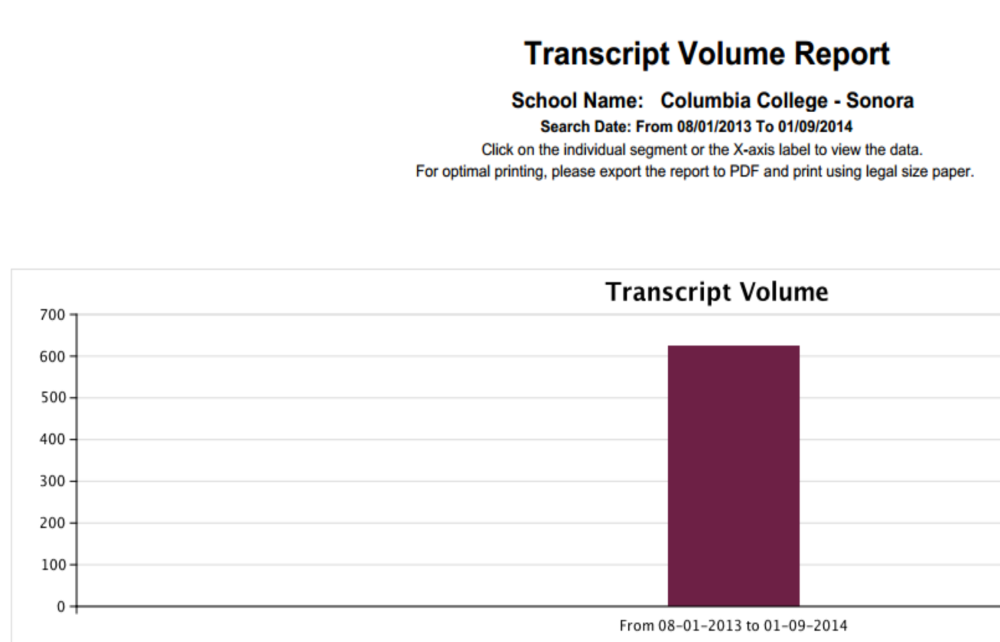 Transcript Volume Report
School Name: Columbia College - Sonora
Search Date: From 08/01/2013 To 01/09/2014
Click on the individual segment or the X-axis label to view the data.
For optimal printing, please export the report to PDF and print using legal size paper.
Transcript Volume
700
600
500
400
300
200
100
0
From 08-01-2013 to 01-09-2014